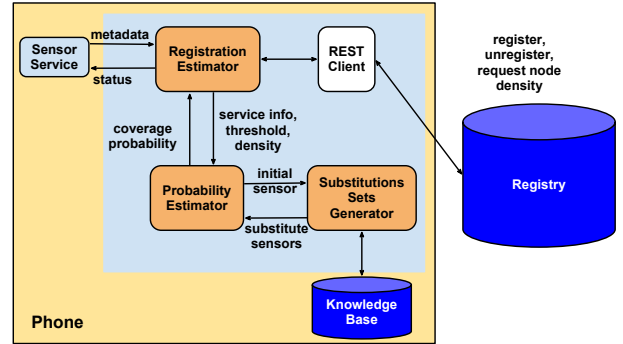 metadata
Sensor
Service
status
Registration
Estimator
REST
Client
register,
unregister,
request node
density
coverage
probability
service info,
threshold,
density
Probability
Estimator
initial
sensor
substitute
sensors
Substitutions
Sets
Generator
Registry
Knowledge
Base
Phone